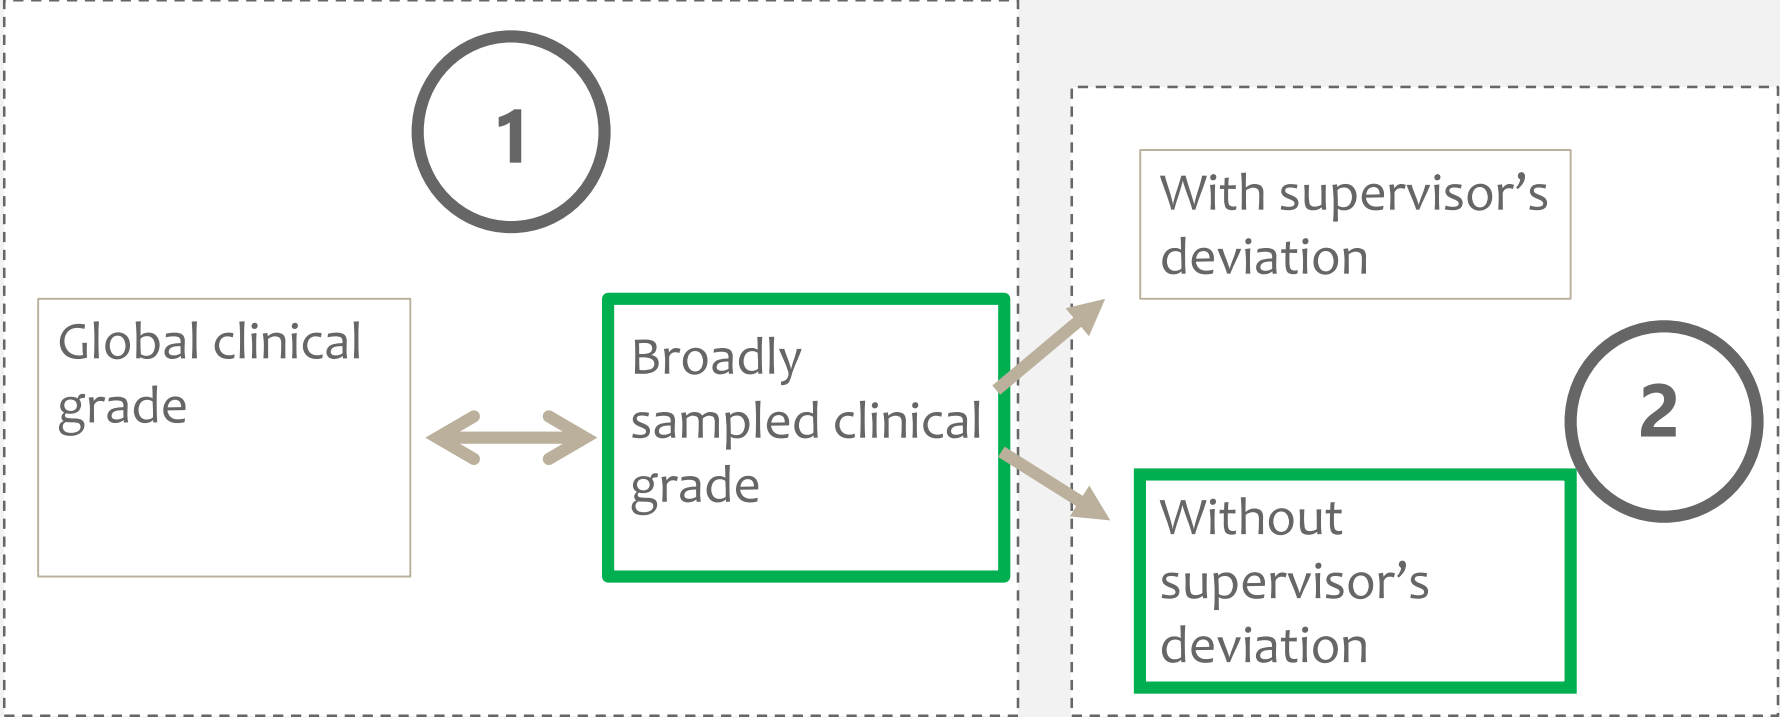 1
Global clinical
grade
Broadly
sampled clinical
grade
With supervisor’s
deviation
2
Without
supervisor’s
deviation